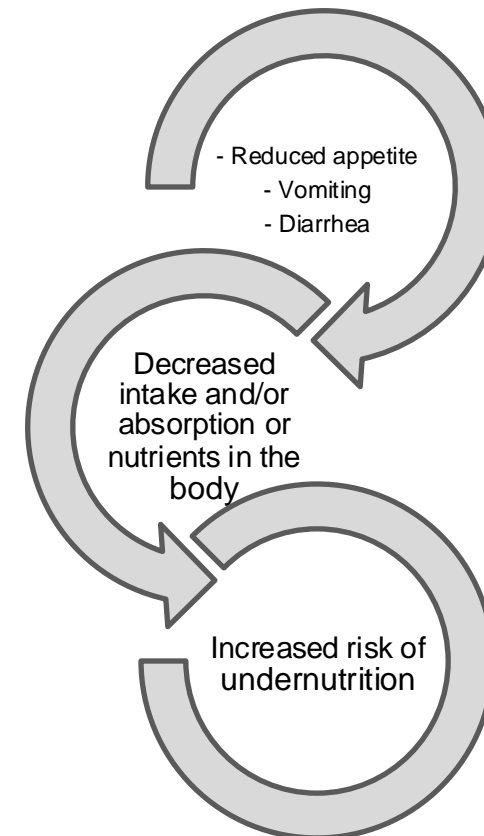 - Reduced appetite
- Vomiting
- Diarrhea
Decreased
intake and/or
absorption or
nutrients in the
body
Increased risk of
undernutrition